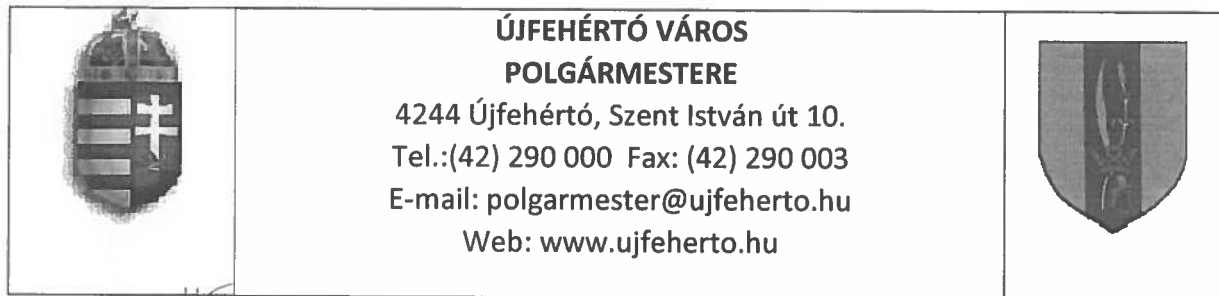 ÚJFEHÉRTÓ VÁROS
POLGÁRMESTERE
4244 Újfehértó, Szent István út 10.
Tel.:(42) 290 000 Fax: (42) 290 003
E-mail: polgarmester@ujfeherto.hu
Web: www.ujfeherto.hu